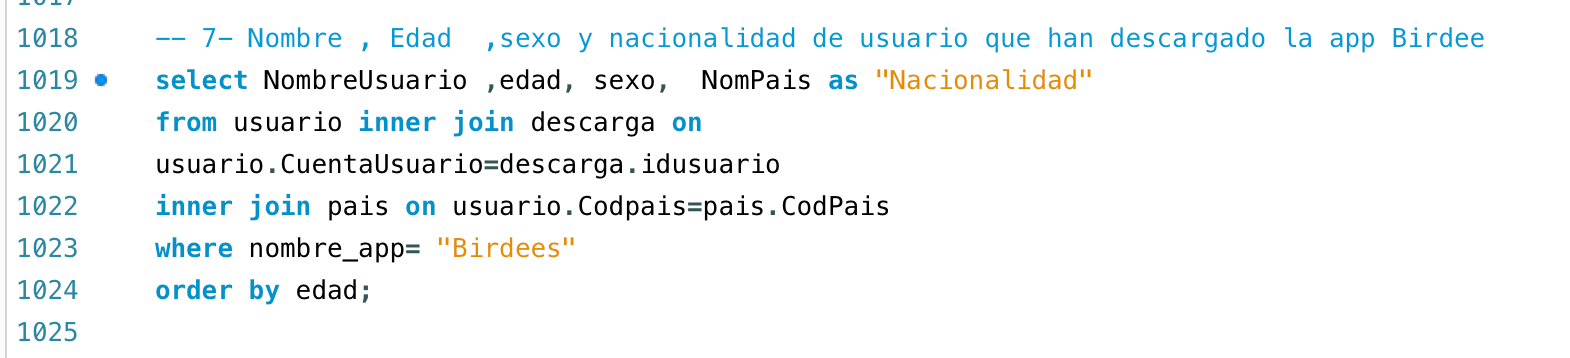 1017
1018 -- 7- Nombre , Edad  ,sexo y nacionalidad de usuario que han descargado la app Birdee
1019 select NombreUsuario ,edad, sexo,  NomPais as "Nacionalidad"
1020 from usuario inner join descarga on
1021 usuario.CuentaUsuario=descarga.idusuario
1022 inner join pais on usuario.Codpais=pais.CodPais
1023 where nombre_app= "Birdees"
1024 order by edad;
1025